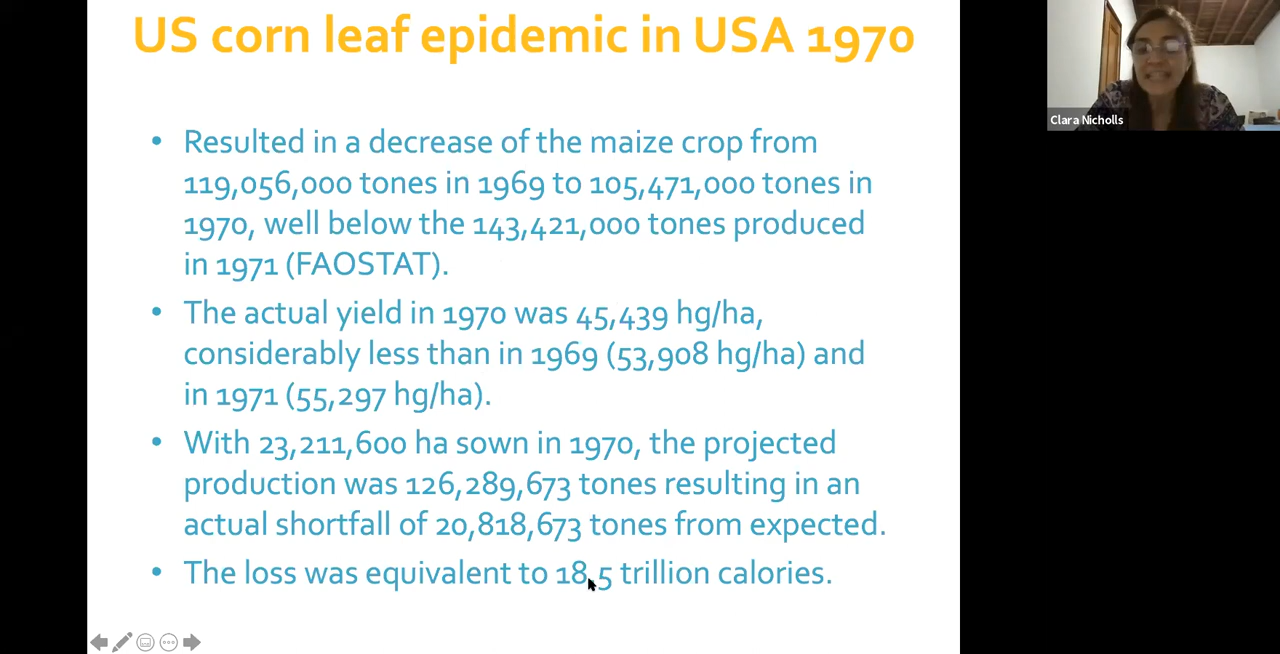 US corn leaf epidemic in USA 1970
Clara Nicholls
• Resulted in a decrease of the maize crop from
119,056,000 tones in 1969 to 105,471,000 tones in
1970, well below the 143,421,000 tones produced
in 1971 (FAOSTAT).
• The actual yield in 1970 was 45,439 hg/ha,
considerably less than in 1969 (53,908 hg/ha) and
in 1971 (55,297 hg/ha).
• With 23,211,600 ha sown in 1970, the projected
production was 126,289,673 tones resulting in an
actual shortfall of 20,818,673 tones from expected.
• The loss was equivalent to 18.5 trillion calories.